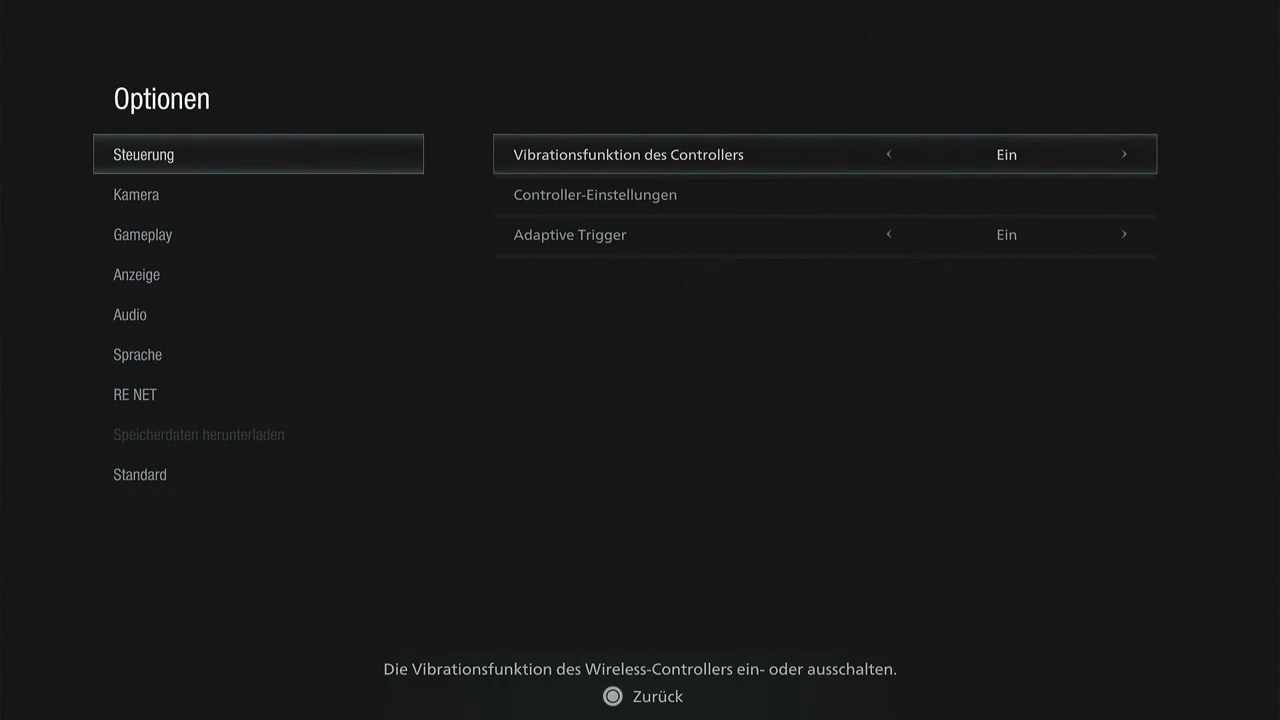 Optionen
Steuerung
Kamera
Gameplay
Anzeige
Audio
Sprache
RE NET
Speicherdaten herunterladen
Standard
Vibrationsfunktion des Controllers Ein
Controller-Einstellungen
Adaptive Trigger Ein
Die Vibrationsfunktion des Wireless-Controllers ein- oder ausschalten.
Zurück